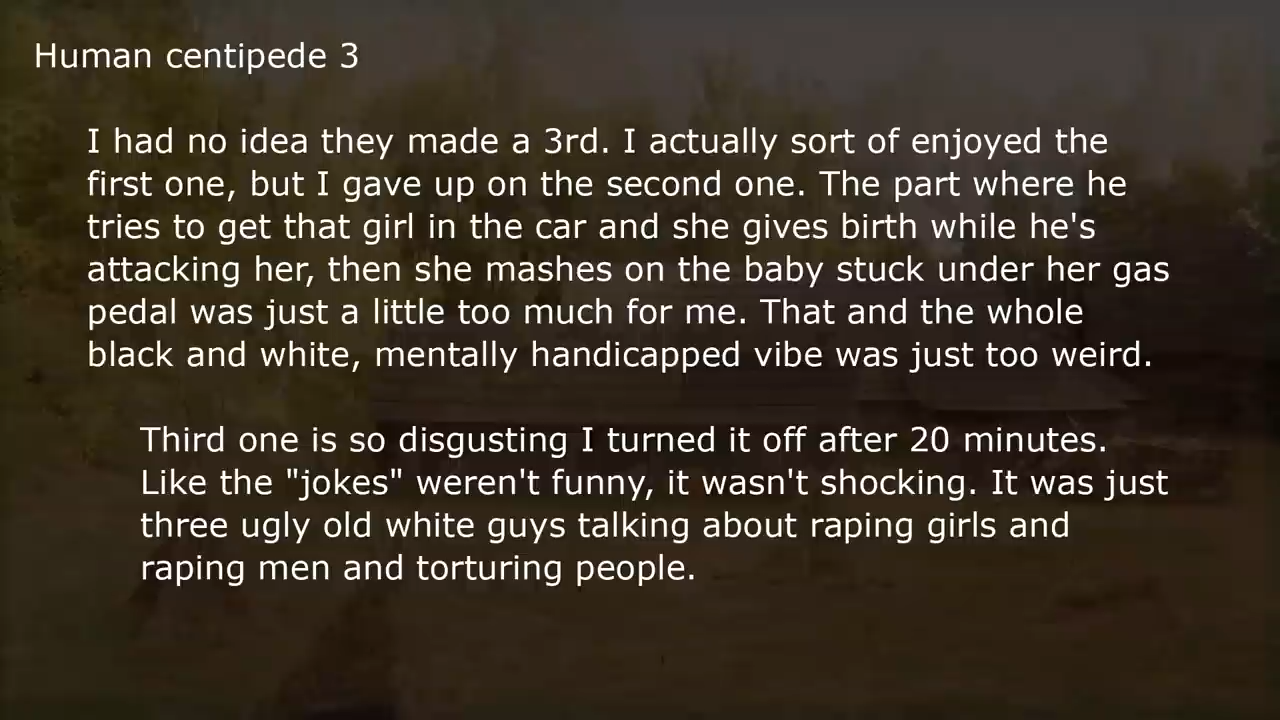 Human centipede 3
I had no idea they made a 3rd. I actually sort of enjoyed the
first one, but I gave up on the second one. The part where he
tries to get that girl in the car and she gives birth while he's
attacking her, then she mashes on the baby stuck under her gas
pedal was just a little too much for me. That and the whole
black and white, mentally handicapped vibe was just too weird.
Third one is so disgusting I turned it off after 20 minutes.
Like the "jokes" weren't funny, it wasn't shocking. It was just
three ugly old white guys talking about raping girls and
raping men and torturing people.